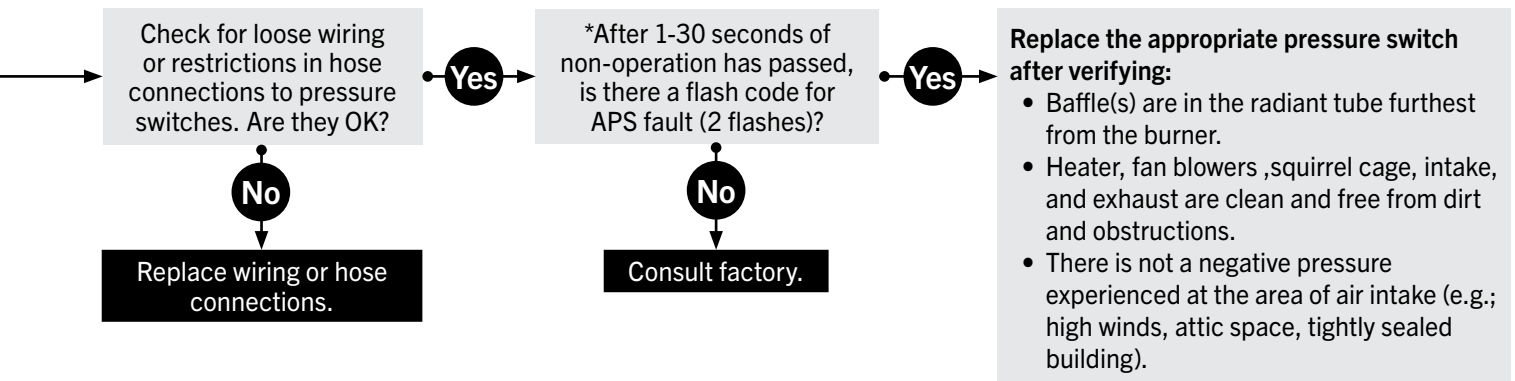 Check for loose wiring
or restrictions in hose
connections to pressure
switches. Are they OK?
Yes
*After 1-30 seconds of
non-operation has passed,
is there a flash code for
APS fault (2 flashes)?
Yes
Replace the appropriate pressure switch
after verifying:
• Baffle(s) are in the radiant tube furthest
from the burner.
• Heater, fan blowers ,squirrel cage, intake,
and exhaust are clean and free from dirt
and obstructions.
• There is not a negative pressure
experienced at the area of air intake (e.g.;
high winds, attic space, tightly sealed
building).
No
Replace wiring or hose
connections.
No
Consult factory.